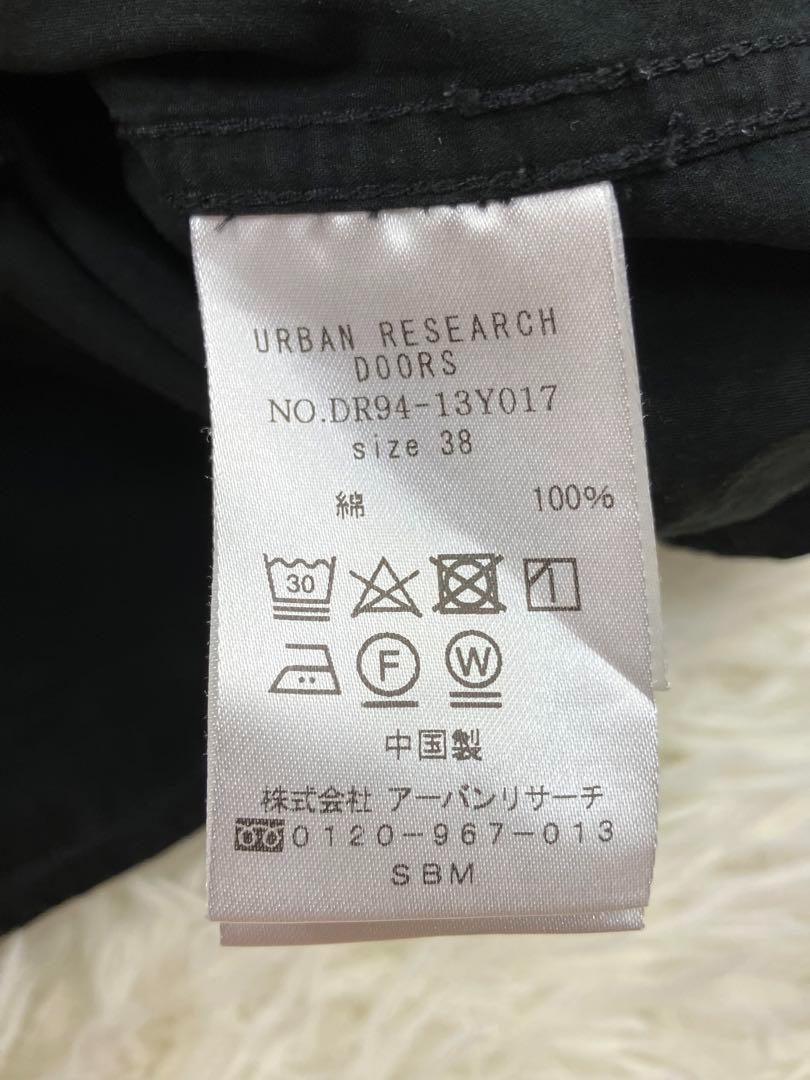 URBAN RESEARCH
DOORS
NO.DR94-13Y017
size 38
綿 100%
30
F W
中国製
株式会社 アーバンリサーチ
0120-967-013
SBM